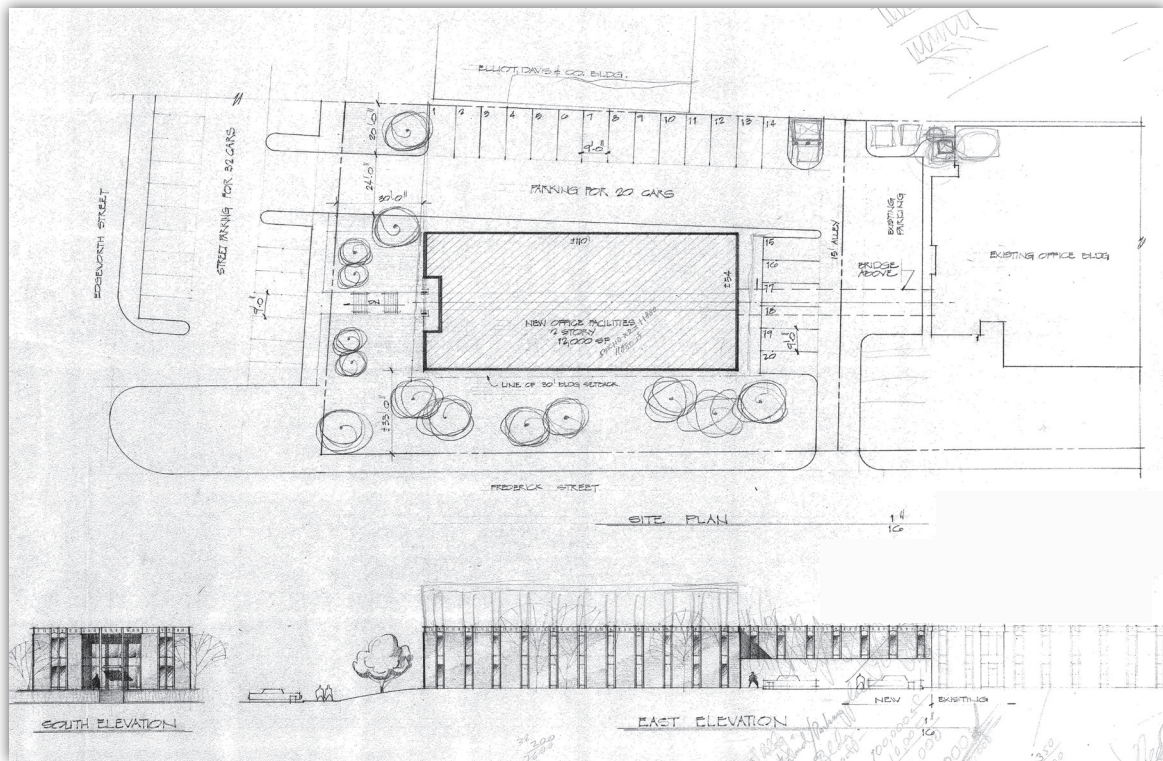 ELLIOT, DAVIS & CO. BLDG.
EDGEWORTH STREET
STREET PARKING FOR 32 CARS
20'.0"
24'.0"
30'.0"
1 2 3 4 5 6 7 8 9 10 11 12 13 14
9'.0"
PARKING FOR 20 CARS
110'
±54
15
16
17
18
19
20
9'.0"
9'.0"
15' ALLEY
EXISTING
PARKING
BRIDGE
ABOVE
EXISTING OFFICE BLDG
DN
NEW OFFICE FACILITIES
2 STORY
12,000 SF
LINE OF 30' BLDG SETBACK
±33'.0"
FREDERICK STREET
SITE PLAN
1"
16
SOUTH ELEVATION
EAST ELEVATION
NEW
EXISTING
1"
16